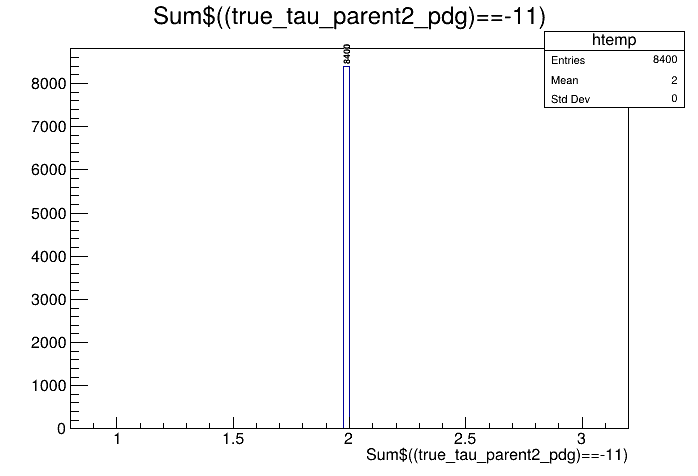 Sum$((true_tau_parent2_pdg)==-11)
htemp
Entries 8400
Mean 2
Std Dev 0
8400
8000
7000
6000
5000
4000
3000
2000
1000
0
1 1.5 2 2.5 3
Sum$((true_tau_parent2_pdg)==-11)